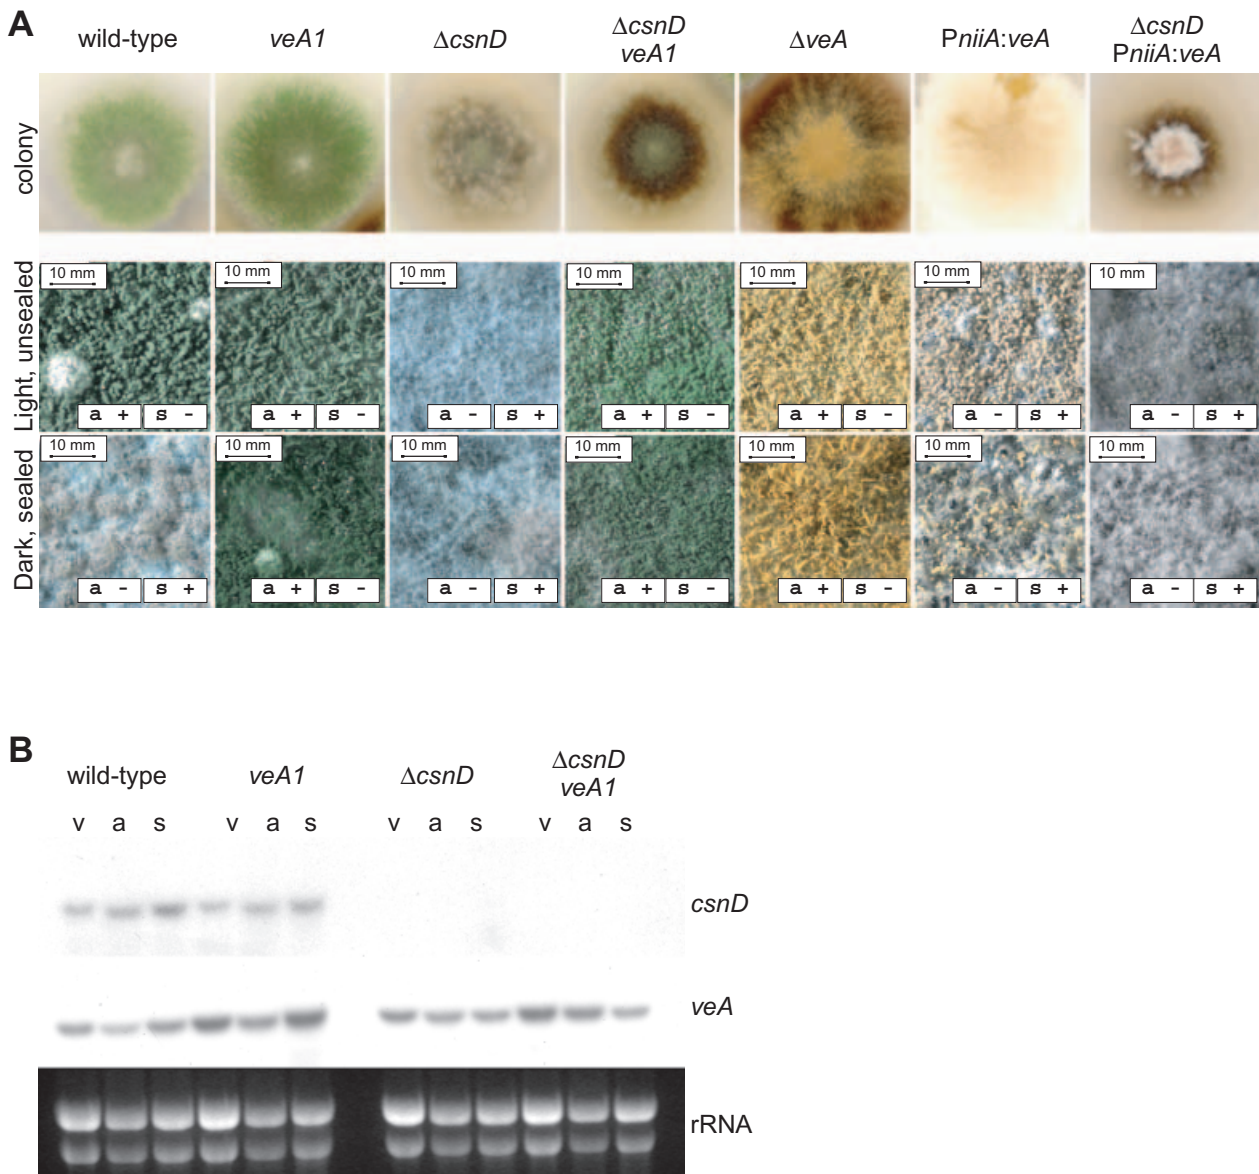 A
wild-type veA1 ΔcsnD ΔcsnD veA1 ΔveA PniiA:veA ΔcsnD PniiA:veA
colony
Light, unsealed
10 mm 10 mm 10 mm 10 mm 10 mm 10 mm 10 mm
a + s - a + s - a - s + a + s - a + s - a - s + a - s +
Dark, sealed
10 mm 10 mm 10 mm 10 mm 10 mm 10 mm 10 mm
a - s + a + s - a - s + a + s - a + s - a - s + a - s +
B
wild-type veA1 ΔcsnD ΔcsnD veA1
v a s v a s v a s v a s
csnD
veA
rRNA